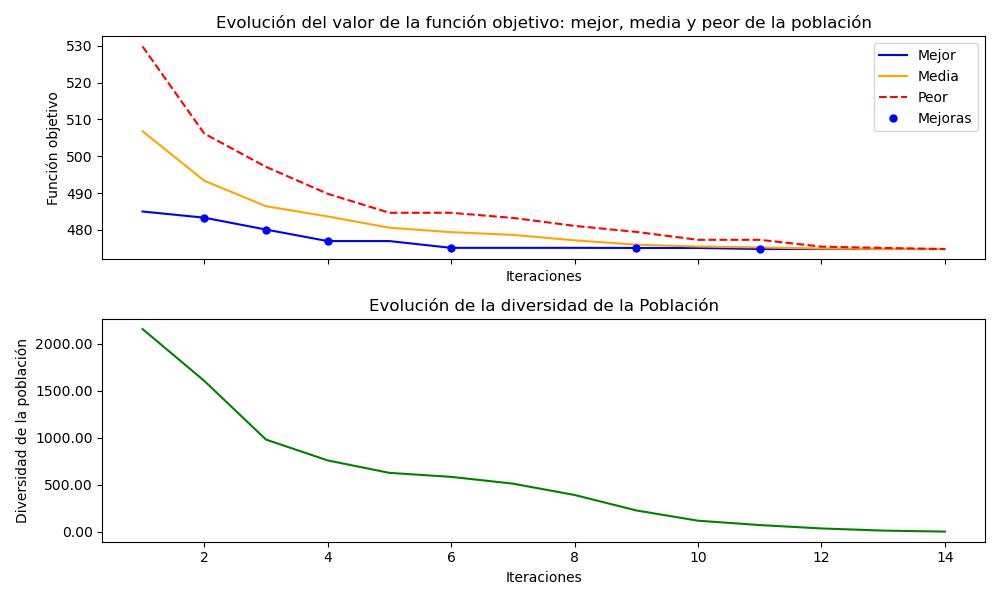 Evolución del valor de la función objetivo: mejor, media y peor de la población
Función objetivo
530
520
510
500
490
480
Mejor
Media
Peor
Mejoras
Iteraciones
Evolución de la diversidad de la Población
Diversidad de la población
2000.00
1500.00
1000.00
500.00
0.00
2 4 6 8 10 12 14
Iteraciones